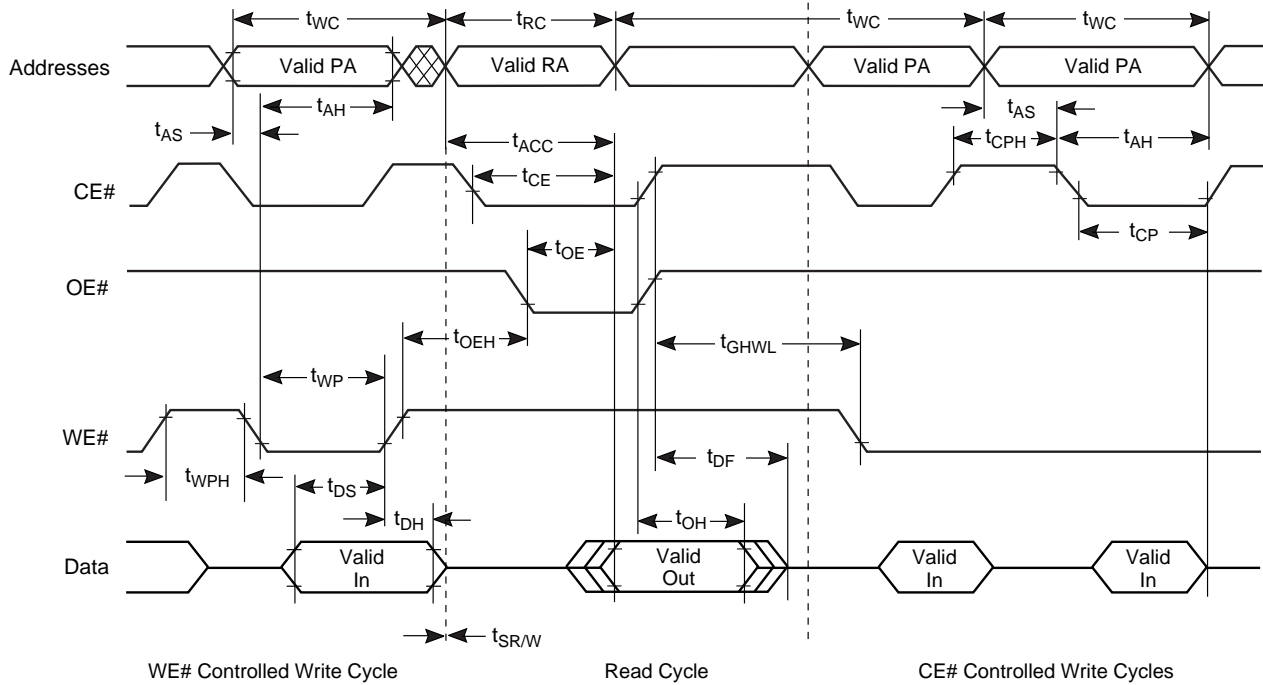 tWC tRC tWC tWC
Addresses Valid PA Valid RA Valid PA Valid PA
tAH tAS
tAS tACC tCPH tAH
CE# tCE
tCP
tOE
OE#
tOEH tGHWL
tWP
WE#
tWPH tDS tDF
tDH tOH
Data Valid In Valid Out Valid In Valid In
tSR/W
WE# Controlled Write Cycle Read Cycle CE# Controlled Write Cycles